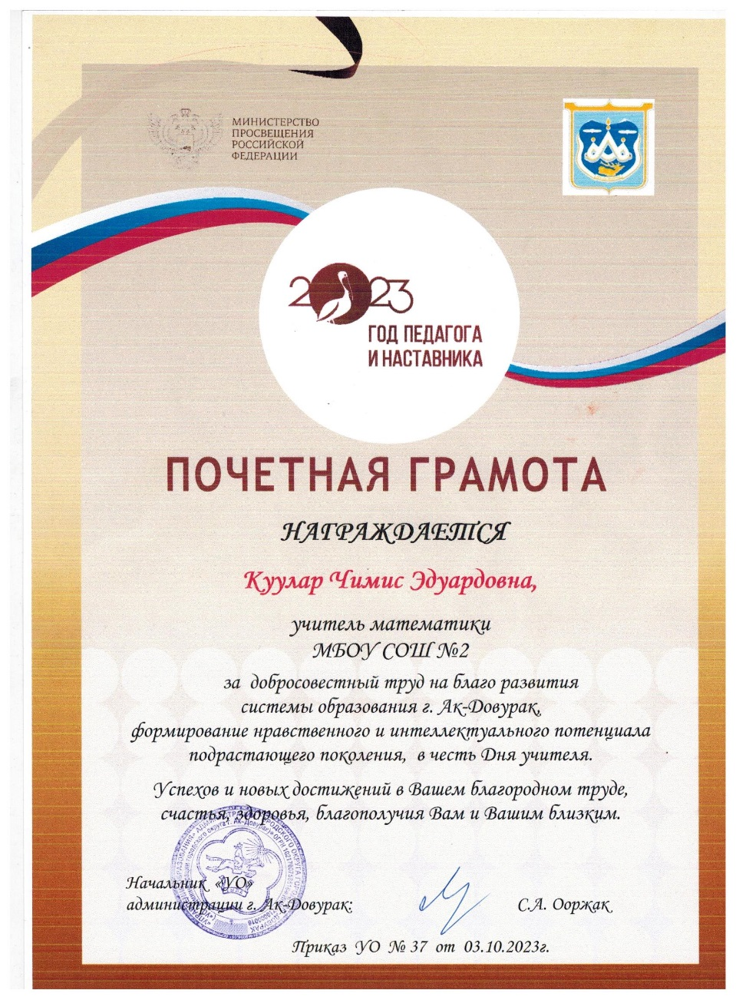 МИНИСТЕРСТВО
ПРОСВЕЩЕНИЯ
РОССИЙСКОЙ
ФЕДЕРАЦИИ
2023
ГОД ПЕДАГОГА
И НАСТАВНИКА
ПОЧЕТНАЯ ГРАМОТА
НАГРАЖДАЕТСЯ
Куулар Чимис Эдуардовна,
учитель математики
МБОУ СОШ №2
за добросовестный труд на благо развития
системы образования г. Ак-Довурак,
формирование нравственного и интеллектуального потенциала
подрастающего поколения, в честь Дня учителя.
Успехов и новых достижений в Вашем благородном труде,
счастья, здоровья, благополучия Вам и Вашим близким.
Начальник «УО»
администрации г. Ак-Довурак:
С.А. Ооржак
Приказ УО № 37 от 03.10.2023г.